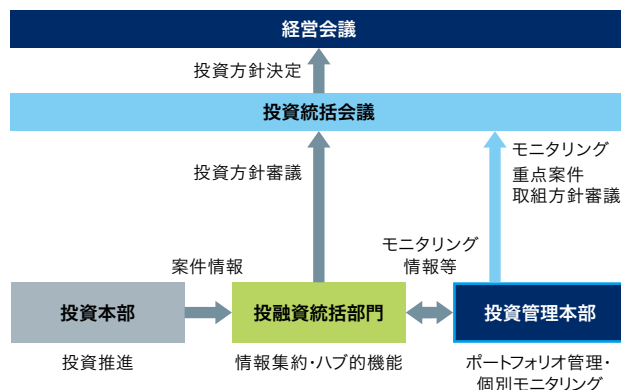 経営会議
投資方針決定
投資統括会議
投資方針審議
モニタリング
重点案件
取組方針審議
案件情報
モニタリング
情報等
投資本部
投融資統括部門
投資管理本部
投資推進
情報集約・ハブ的機能
ポートフォリオ管理・
個別モニタリング